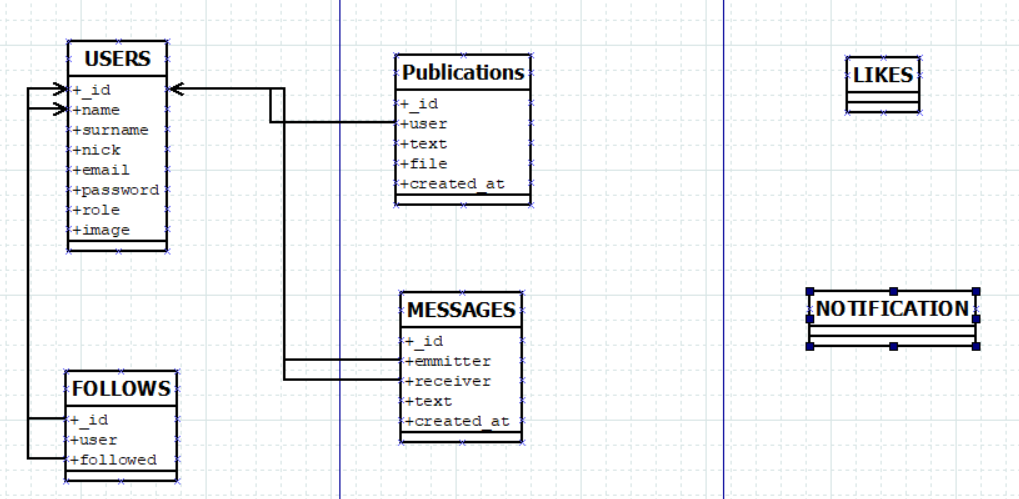 USERS
+_id
+name
+surname
+nick
+email
+password
+role
+image
Publications
+_id
+user
+text
+file
+created_at
LIKES
FOLLOWS
+_id
+user
+followed
MESSAGES
+_id
+emmitter
+receiver
+text
+created_at
NOTIFICATION